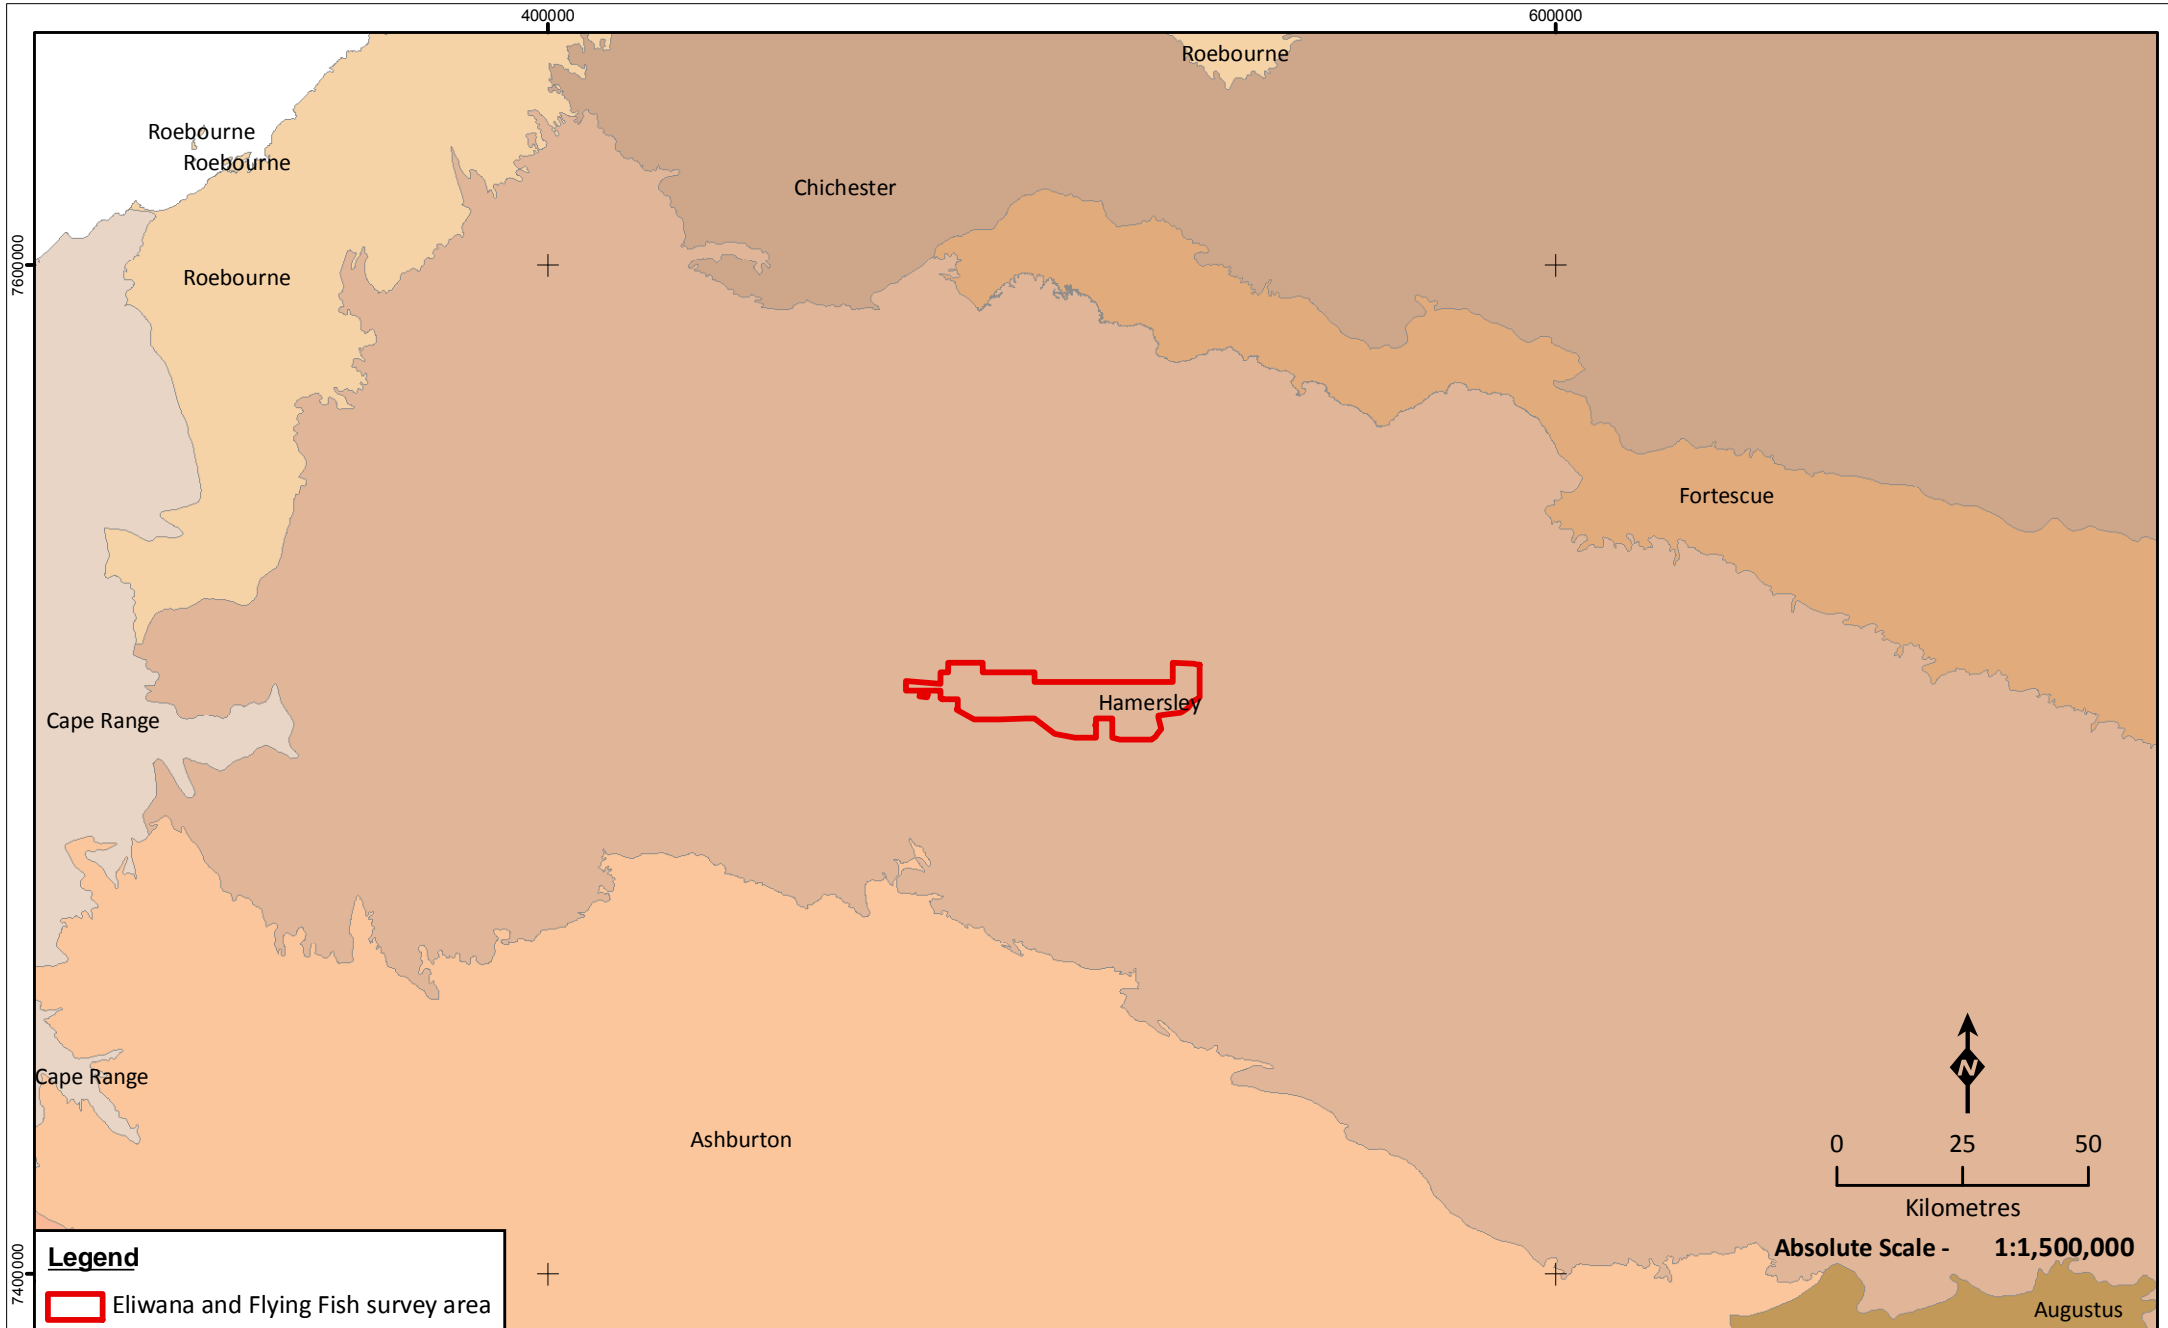 400000
600000
Roebourne
Roebourne
Roebourne
Chichester
7600000
Roebourne
Fortescue
Hamersley
Cape Range
Cape Range
Ashburton
N
0 25 50
Kilometres
Absolute Scale - 1:1,500,000
7400000
Legend
Eliwana and Flying Fish survey area
Augustus